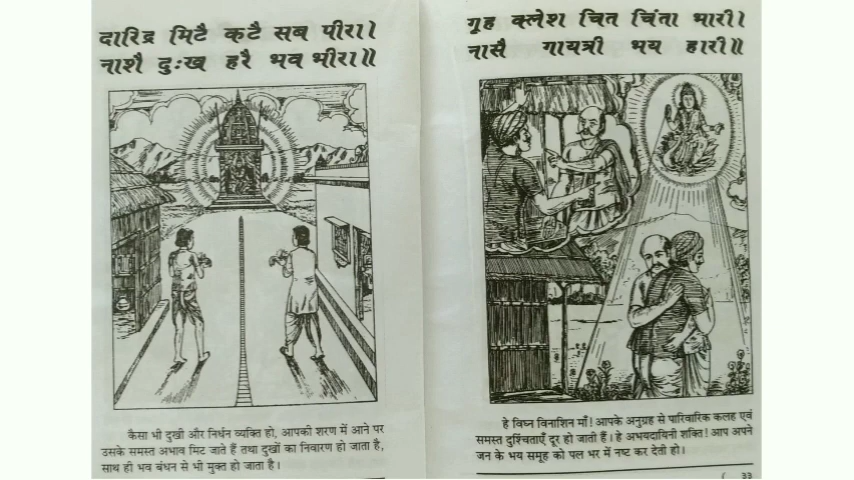 दारिद्र मिटै कटै सब पीरा।
नाशै दुःख हरै भव भीरा॥
कैसा भी दुखी और निर्धन व्यक्ति हो, आपकी शरण में आने पर
उसके समस्त अभाव मिट जाते हैं तथा दुखों का निवारण हो जाता है,
साथ ही भव बंधन से भी मुक्त हो जाता है।
गृह क्लेश चित चिंता भारी।
नासै गायत्री भय हारी॥
हे विघ्न विनाशिन माँ! आपके अनुग्रह से पारिवारिक कलह एवं
समस्त दुश्चिताएँ दूर हो जाती हैं। हे अभयदायिनी शक्ति! आप अपने
जन के भय समूह को पल भर में नष्ट कर देती हो।
( ३३